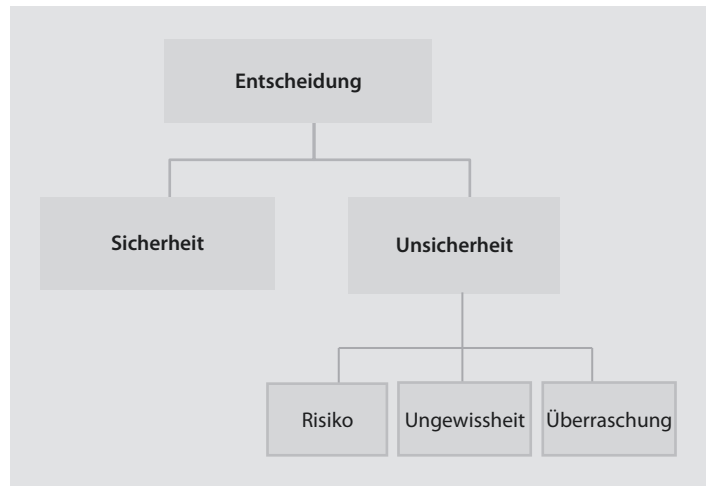 Entscheidung
Sicherheit
Unsicherheit
Risiko
Ungewissheit
Überraschung